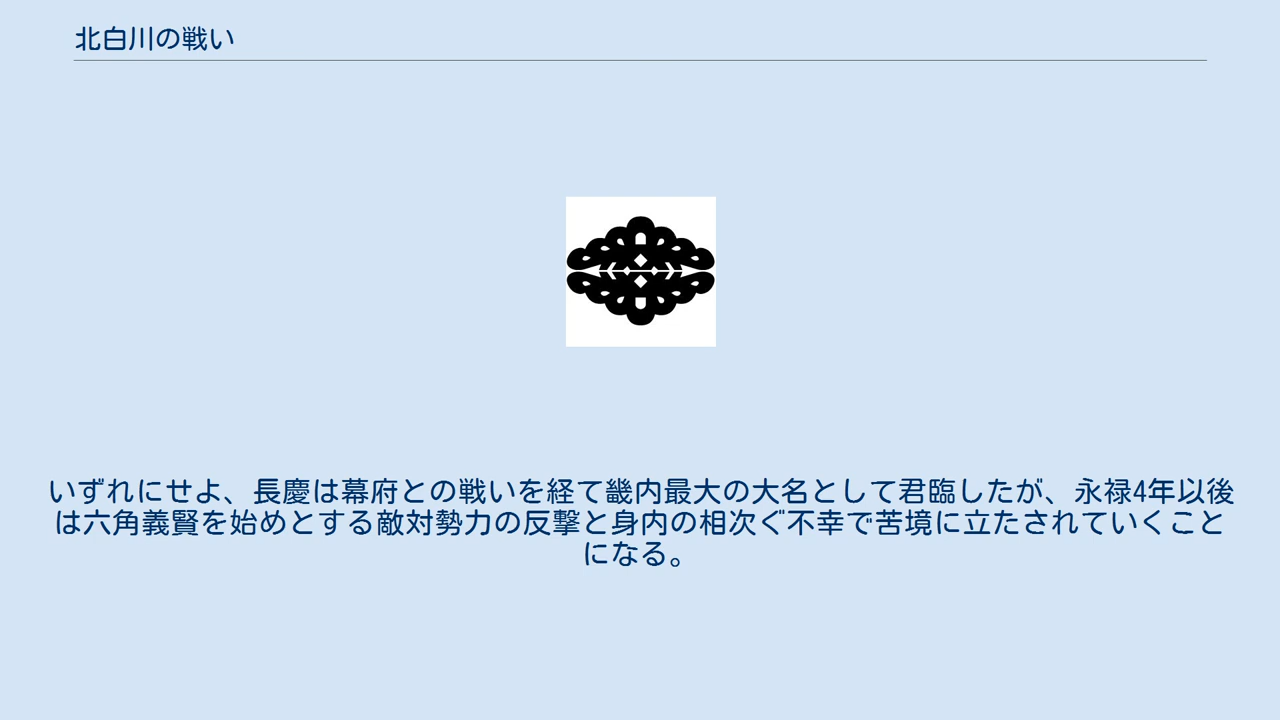 北白川の戦い
いずれにせよ、長慶は幕府との戦いを経て畿内最大の大名として君臨したが、永禄4年以後
は六角義賢を始めとする敵対勢力の反撃と身内の相次ぐ不幸で苦境に立たされていくこと
になる。